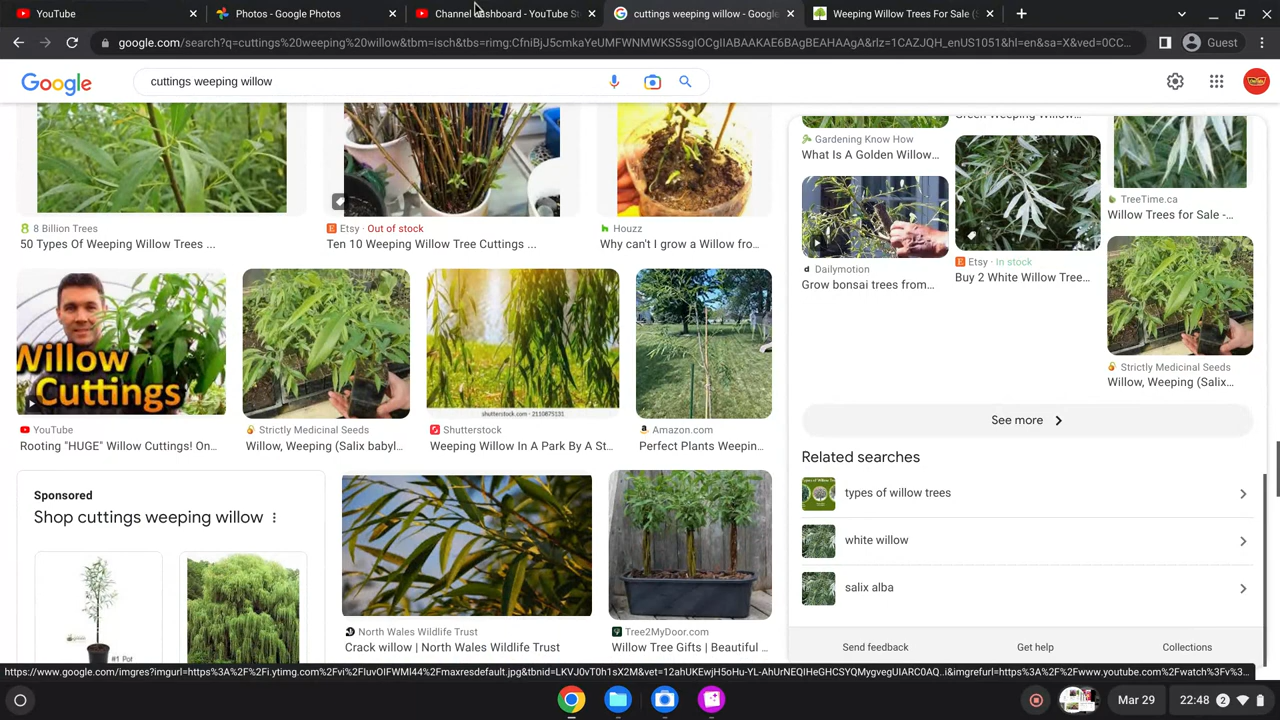 YouTube
Photos - Google Photos
Channel Dashboard - YouTube St
cuttings weeping willow - Googl
Weeping Willow Trees For Sale (S
google.com/search?q=cuttings%20weeping%20willow&tbm=isch&tbs=rimg:CfniBjJ5cmkaYeUMFWNMWKS5sgIOCgIIABAAKAE6BAgBEAHAAgA&rlz=1CAZJQH_enUS1051&hl=en&sa=X&ved=0CC...
Guest
Google
cuttings weeping willow
8 Billion Trees
50 Types Of Weeping Willow Trees ...
Etsy · Out of stock
Ten 10 Weeping Willow Tree Cuttings ...
Houzz
Why can't I grow a Willow fro...
Willow
Cuttings
YouTube
Rooting "HUGE" Willow Cuttings! On...
Strictly Medicinal Seeds
Willow, Weeping (Salix babyl...
shutterstock.com · 2110875131
Shutterstock
Weeping Willow In A Park By A St...
Amazon.com
Perfect Plants Weepin...
Sponsored
Shop cuttings weeping willow
#1 Pot
North Wales Wildlife Trust
Crack willow | North Wales Wildlife Trust
Tree2MyDoor.com
Willow Tree Gifts | Beautiful ...
Green Weeping Willow...
Gardening Know How
What Is A Golden Willow...
Dailymotion
Grow bonsai trees from...
Etsy · In stock
Buy 2 White Willow Tree...
TreeTime.ca
Willow Trees for Sale -...
Strictly Medicinal Seeds
Willow, Weeping (Salix...
See more
Related searches
types of willow trees
white willow
salix alba
Send feedback
Get help
Collections
Mar 29
22:48
2